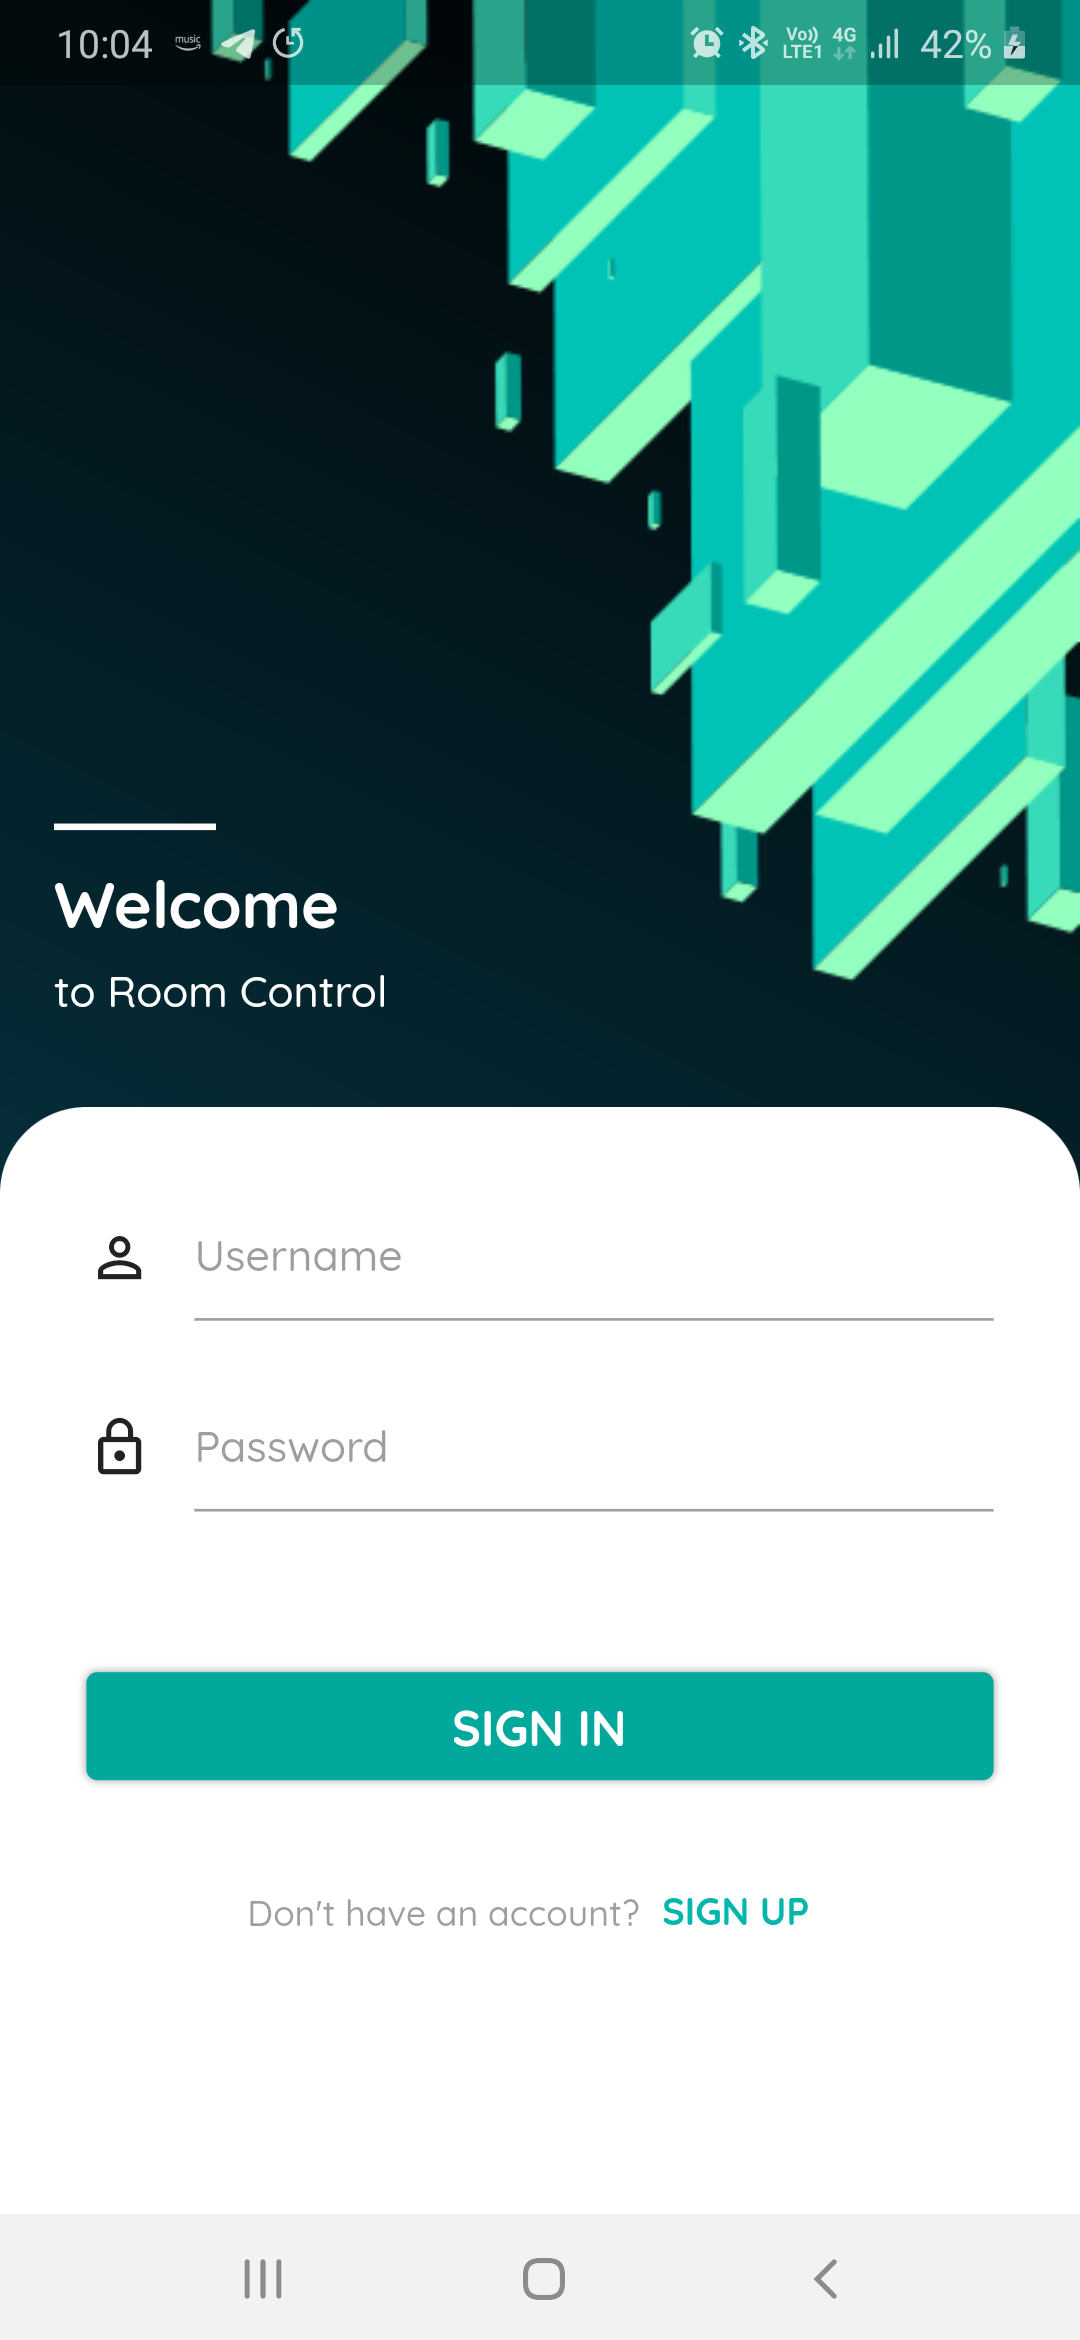 10:04 music Vo)) LTE1 4G 42%
Welcome
to Room Control
Username
Password
SIGN IN
Don't have an account? SIGN UP